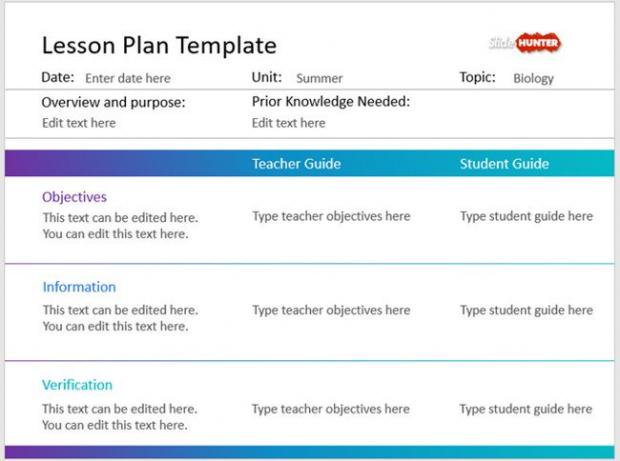 Lesson Plan Template
Slide HUNTER
Date: Enter date here Unit: Summer Topic: Biology
Overview and purpose: Prior Knowledge Needed:
Edit text here Edit text here
Teacher Guide Student Guide
Objectives
This text can be edited here. Type teacher objectives here Type student guide here
You can edit this text here.
Information
This text can be edited here. Type teacher objectives here Type student guide here
You can edit this text here.
Verification
This text can be edited here. Type teacher objectives here Type student guide here
You can edit this text here.